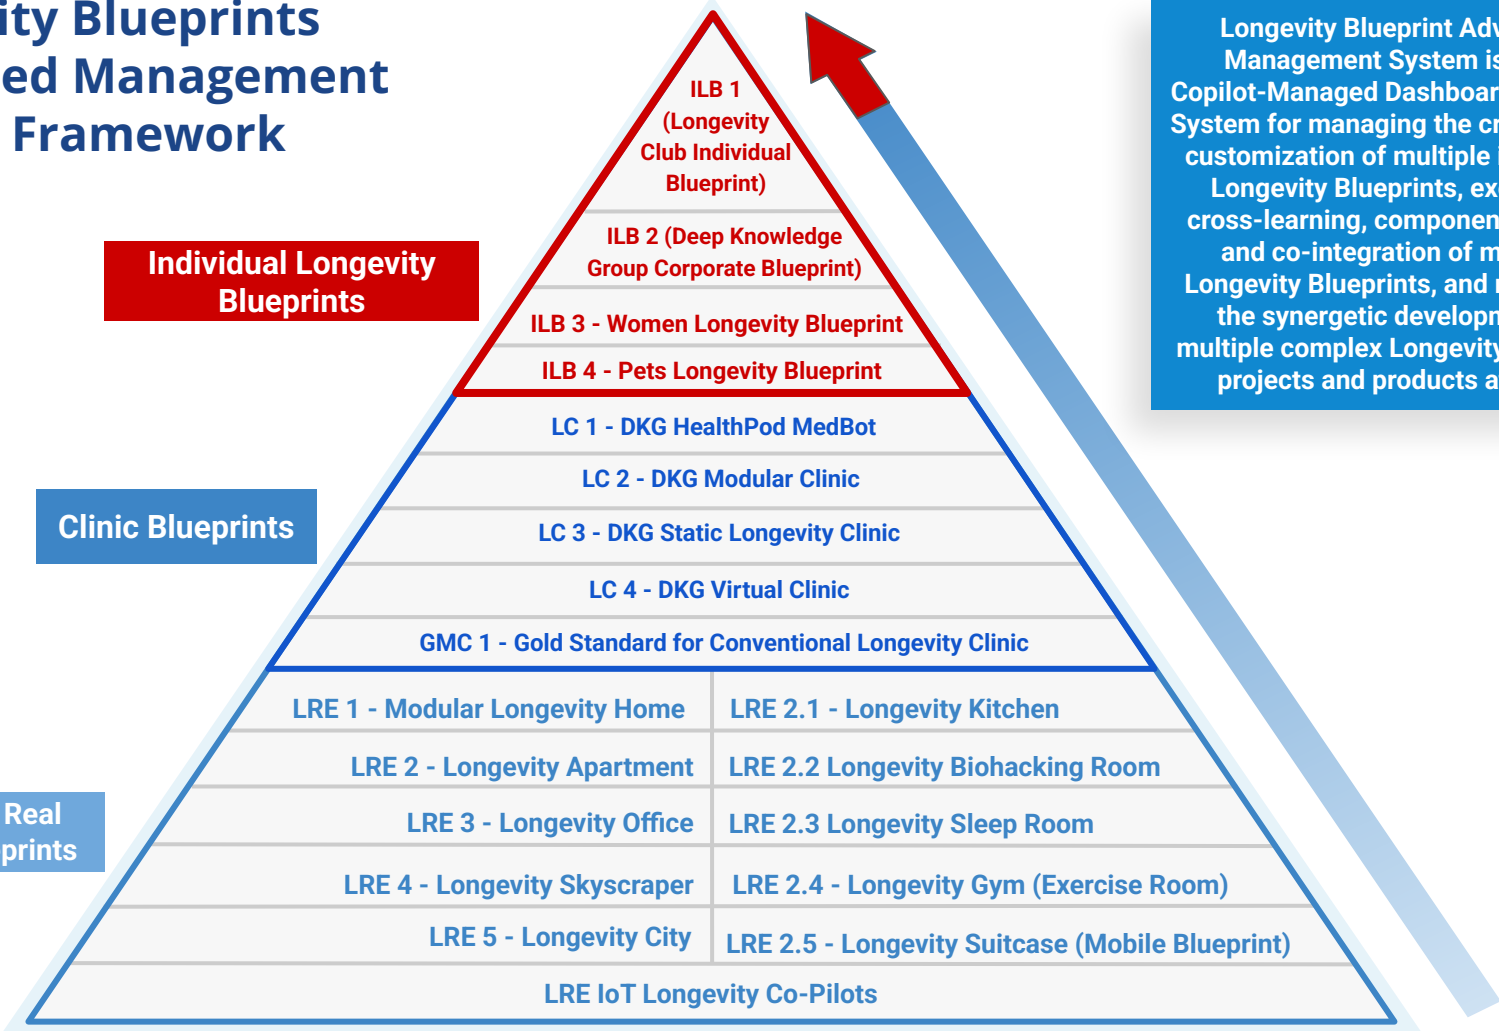 ity Blueprints
ed Management
Framework
Longevity Blueprint Adv
Management System is
Copilot-Managed Dashboar
System for managing the cr
customization of multiple
Longevity Blueprints, exe
cross-learning, componen
and co-integration of m
Longevity Blueprints, and
the synergetic developm
multiple complex Longevity
projects and products a
ILB 1
(Longevity
Club Individual
Blueprint)
ILB 2 (Deep Knowledge
Group Corporate Blueprint)
ILB 3 - Women Longevity Blueprint
ILB 4 - Pets Longevity Blueprint
Individual Longevity
Blueprints
LC 1 - DKG HealthPod MedBot
LC 2 - DKG Modular Clinic
LC 3 - DKG Static Longevity Clinic
LC 4 - DKG Virtual Clinic
GMC 1 - Gold Standard for Conventional Longevity Clinic
Clinic Blueprints
LRE 1 - Modular Longevity Home
LRE 2.1 - Longevity Kitchen
LRE 2 - Longevity Apartment
LRE 2.2 Longevity Biohacking Room
LRE 3 - Longevity Office
LRE 2.3 Longevity Sleep Room
LRE 4 - Longevity Skyscraper
LRE 2.4 - Longevity Gym (Exercise Room)
LRE 5 - Longevity City
LRE 2.5 - Longevity Suitcase (Mobile Blueprint)
LRE IoT Longevity Co-Pilots
Real
prints